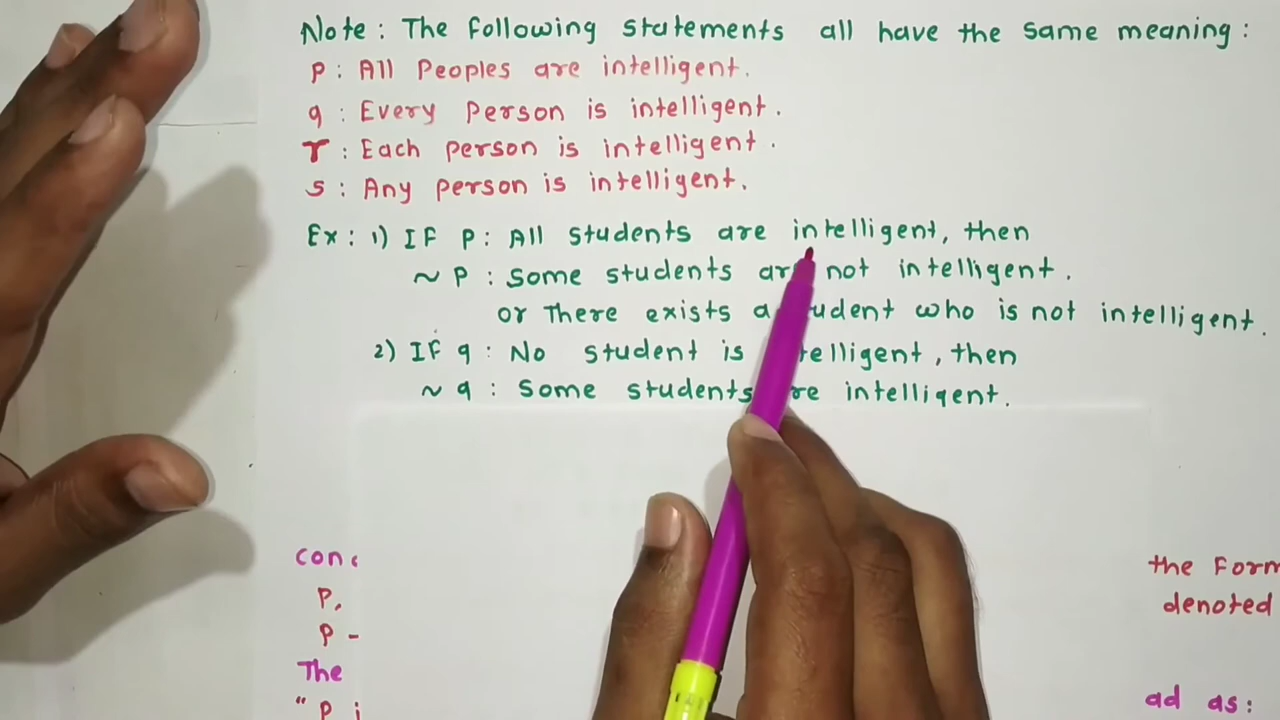 Note: The Following statements all have the same meaning:
P: All Peoples are intelligent.
q: Every Person is intelligent.
r: Each person is intelligent.
s: Any person is intelligent.
Ex: 1) IF P: All students are intelligent, then
~ P: Some students are not intelligent.
or There exists a student who is not intelligent.
2) If q: No student is intelligent, then
~ q: Some students are intelligent.
the Form
P, denoted
P -
The
"P ad as: